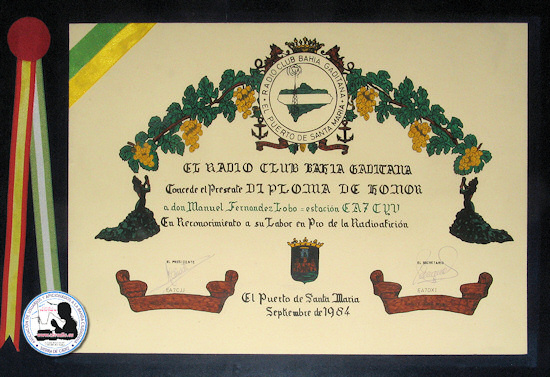 RADIO CLUB BAHIA GADITANA
EL PUERTO DE SANTA MARIA
EL RADIO CLUB BAHIA GADITANA
Concede el Presente DIPLOMA DE HONOR
a don Manuel Fernandez Lobo = estación EA7CYV
En Reconocimiento a su Labor en Pro de la Radioafición
EL PRESIDENTE
EL SECRETARIO
El Puerto de Santa Maria
Septiembre de 1984